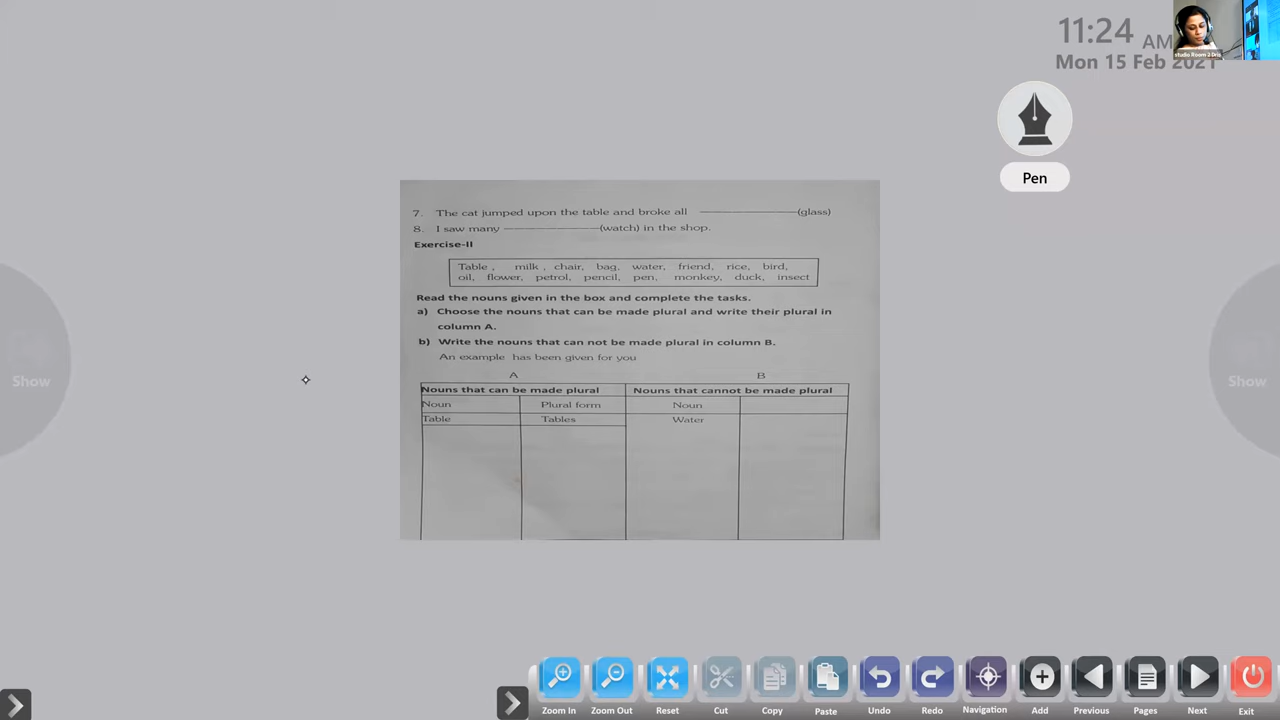 11:24 AM
Mon 15 Feb 2021
studio Room 2 Dris
Pen
7. The cat jumped upon the table and broke all ——————(glass)
8. I saw many ——————(watch) in the shop.
Exercise-II
Table , milk , chair, bag, water, friend, rice, bird,
oil, flower, petrol, pencil, pen, monkey, duck, insect
Read the nouns given in the box and complete the tasks.
a) Choose the nouns that can be made plural and write their plural in
column A.
b) Write the nouns that can not be made plural in column B.
An example has been given for you
A B
Nouns that can be made plural Nouns that cannot be made plural
Noun Plural form Noun
Table Tables Water
Show Show
Zoom In Zoom Out Reset Cut Copy Paste Undo Redo Navigation Add Previous Pages Next Exit